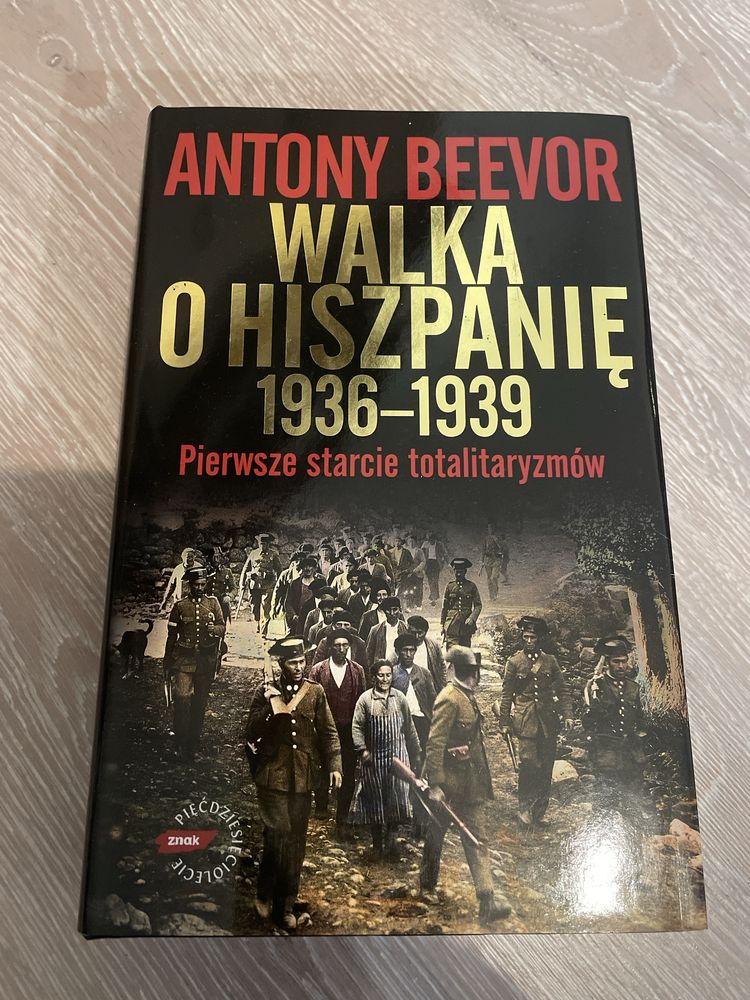 ANTONY BEEVOR
WALKA
O HISZPANIĘ
1936–1939
Pierwsze starcie totalitaryzmów
PIĘĆDZIESIĘCIOLECIE
znak